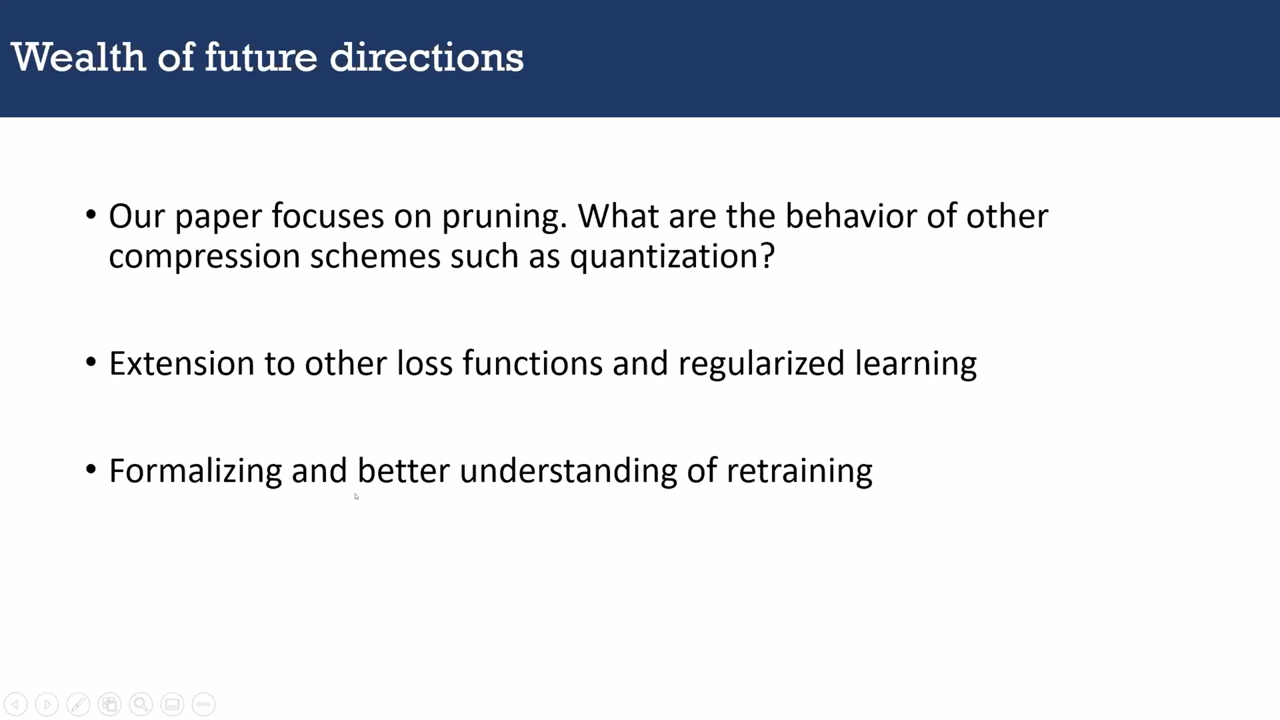 Wealth of future directions
• Our paper focuses on pruning. What are the behavior of other
compression schemes such as quantization?
• Extension to other loss functions and regularized learning
• Formalizing and better understanding of retraining